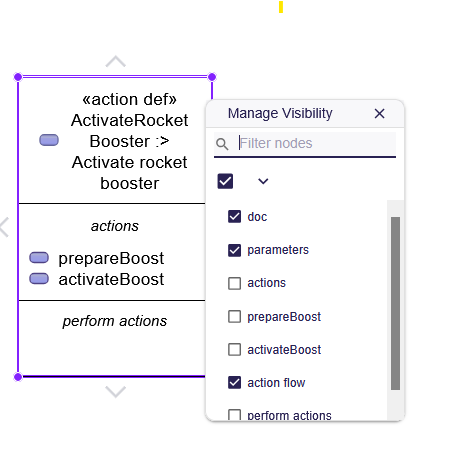 «action def»
ActivateRocket
Booster :>
Activate rocket
booster
actions
prepareBoost
activateBoost
perform actions
Manage Visibility
Filter nodes
doc
parameters
actions
prepareBoost
activateBoost
action flow
perform actions